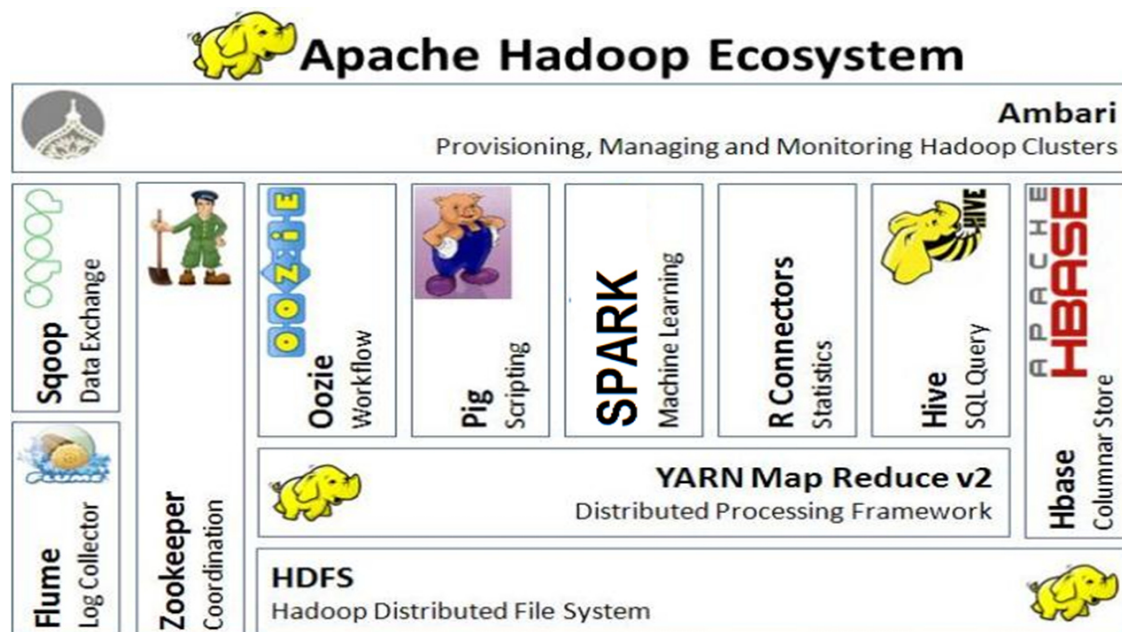 Apache Hadoop Ecosystem
Ambari
Provisioning, Managing and Monitoring Hadoop Clusters
sqoop
Sqoop
Data Exchange
FLUME
Flume
Log Collector
Zookeeper
Coordination
OOZIE
Oozie
Workflow
Pig
Scripting
SPARK
Machine Learning
R Connectors
Statistics
HIVE
Hive
SQL Query
APACHE
HBASE
Hbase
Columnar Store
YARN Map Reduce v2
Distributed Processing Framework
HDFS
Hadoop Distributed File System